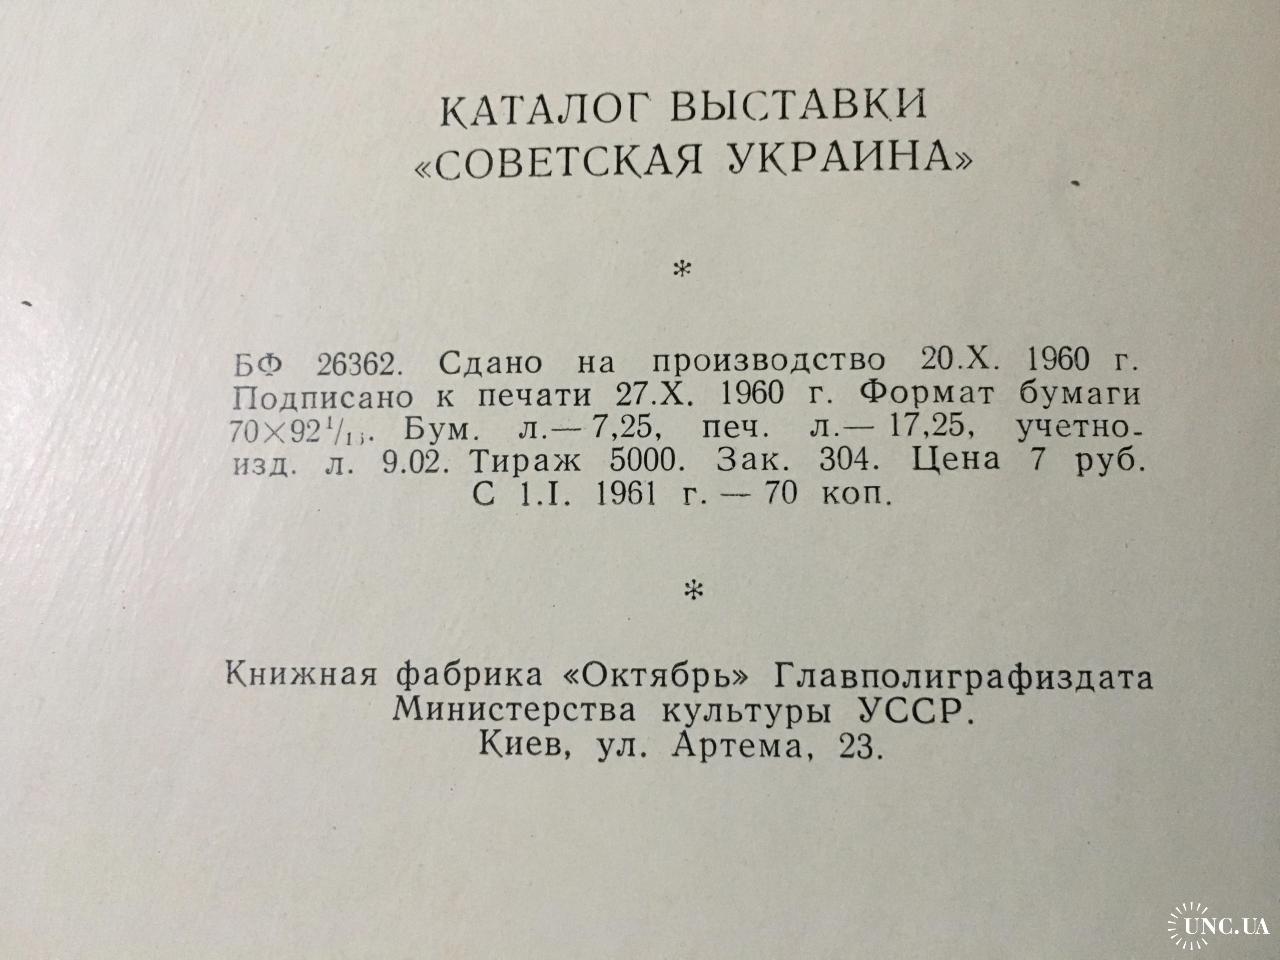 КАТАЛОГ ВЫСТАВКИ
«СОВЕТСКАЯ УКРАИНА»
*
БФ 26362. Сдано на производство 20.X. 1960 г.
Подписано к печати 27.X. 1960 г. Формат бумаги
70×92 1/16. Бум. л.— 7,25, печ. л.— 17,25, учетно-
изд. л. 9.02. Тираж 5000. Зак. 304. Цена 7 руб.
С 1.I. 1961 г. — 70 коп.
*
Книжная фабрика «Октябрь» Главполиграфиздата
Министерства культуры УССР.
Киев, ул. Артема, 23.
UNC.UA